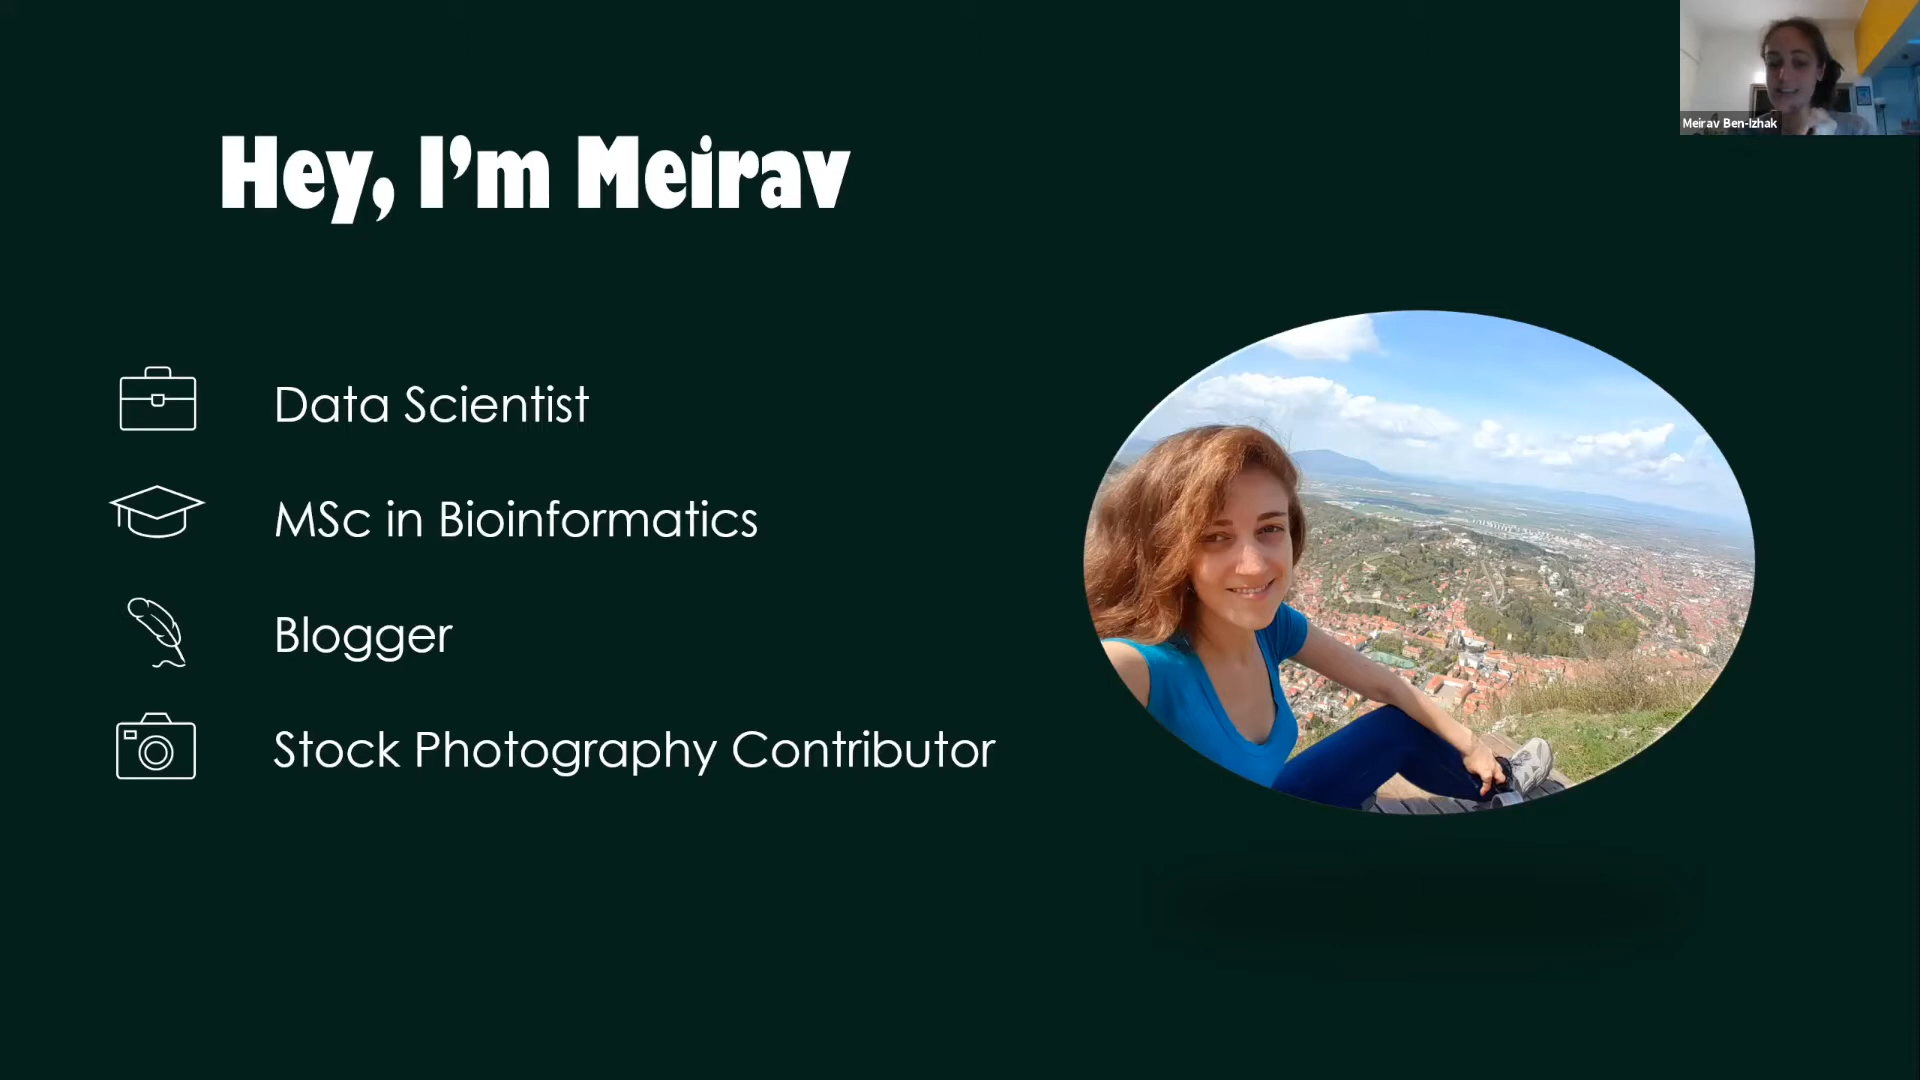 Hey, I'm Meirav
Meirav Ben-Izhak
Data Scientist
MSc in Bioinformatics
Blogger
Stock Photography Contributor